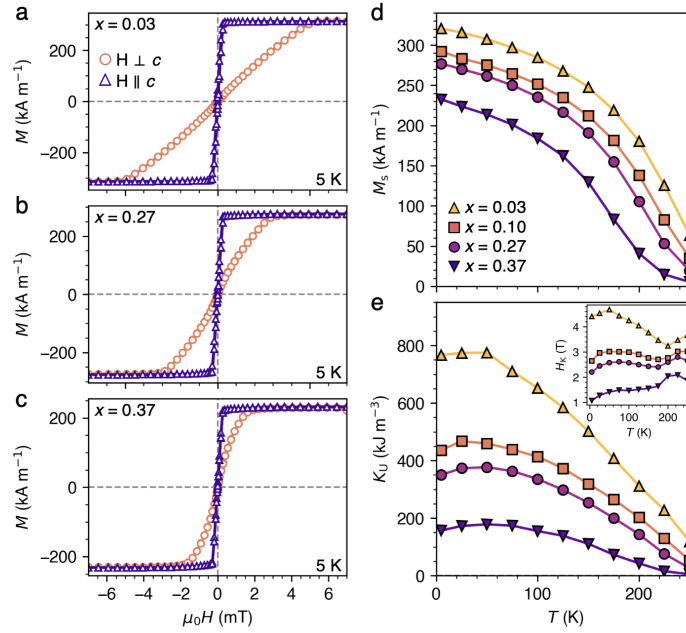 a
x = 0.03
H ⊥ c
H ∥ c
M (kA m⁻¹)
200
0
−200
5 K
b
x = 0.27
M (kA m⁻¹)
200
0
−200
5 K
c
x = 0.37
M (kA m⁻¹)
200
0
−200
5 K
−6 −4 −2 0 2 4 6
μ₀H (mT)
d
Mₛ (kA m⁻¹)
300
250
200
150
100
50
0
x = 0.03
x = 0.10
x = 0.27
x = 0.37
e
K_U (kJ m⁻³)
800
600
400
200
0
H_K (T)
4
3
2
1
0 100 200
T (K)
0 100 200
T (K)